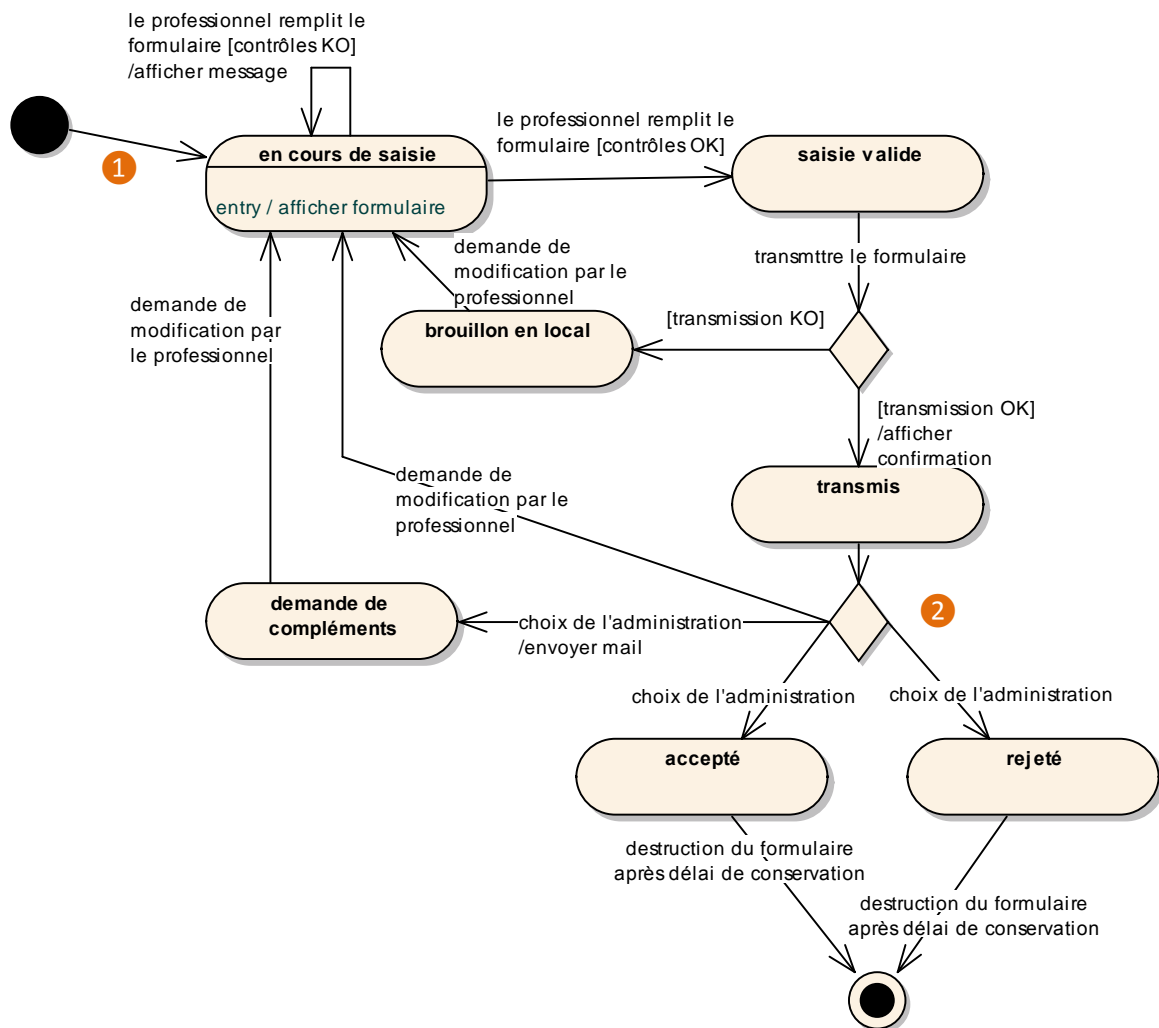 le professionnel remplit le
formulaire [contrôles KO]
/afficher message
1
en cours de saisie
entry / afficher formulaire
le professionnel remplit le
formulaire [contrôles OK]
saisie valide
transmttre le formulaire
demande de
modification par le
professionnel
demande de
modification par
le professionnel
brouillon en local
[transmission KO]
[transmission OK]
/afficher
confirmation
transmis
demande de
modification par le
professionnel
demande de
compléments
choix de l'administration
/envoyer mail
2
choix de l'administration
choix de l'administration
accepté
rejeté
destruction du formulaire
après délai de conservation
destruction du formulaire
après délai de conservation